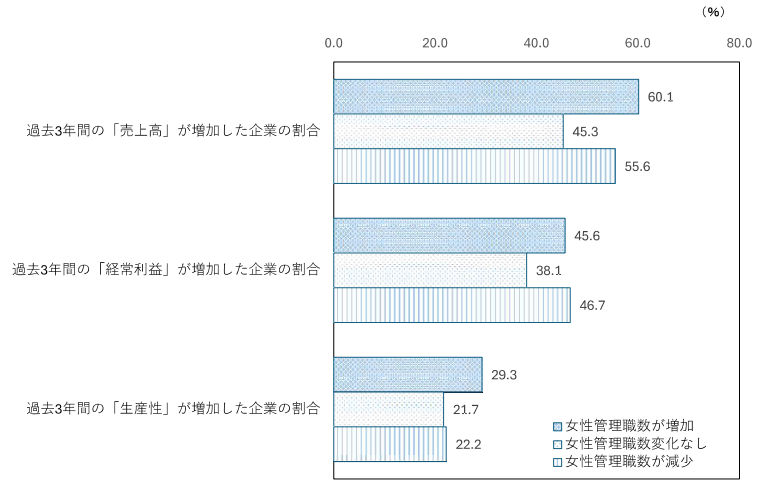 （%）
0.0 20.0 40.0 60.0 80.0
過去3年間の「売上高」が増加した企業の割合
60.1
45.3
55.6
過去3年間の「経常利益」が増加した企業の割合
45.6
38.1
46.7
過去3年間の「生産性」が増加した企業の割合
29.3
21.7
22.2
女性管理職数が増加
女性管理職数変化なし
女性管理職数が減少